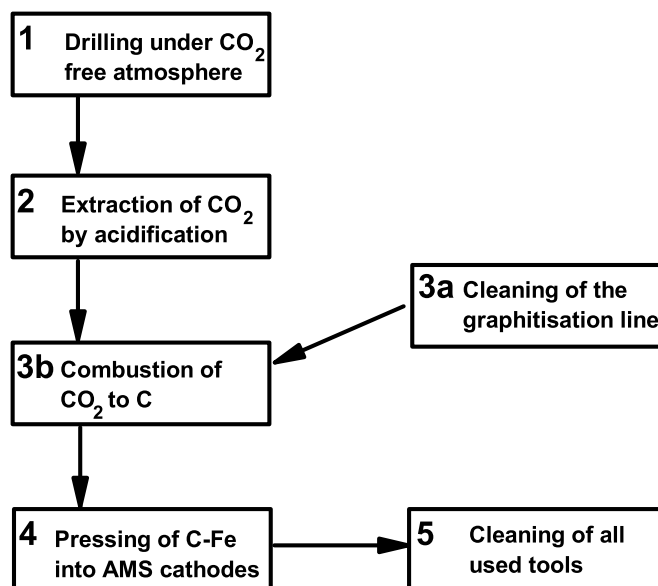 1 Drilling under CO2
free atmosphere
2 Extraction of CO2
by acidification
3a Cleaning of the
graphitisation line
3b Combustion of
CO2 to C
4 Pressing of C-Fe
into AMS cathodes
5 Cleaning of all
used tools